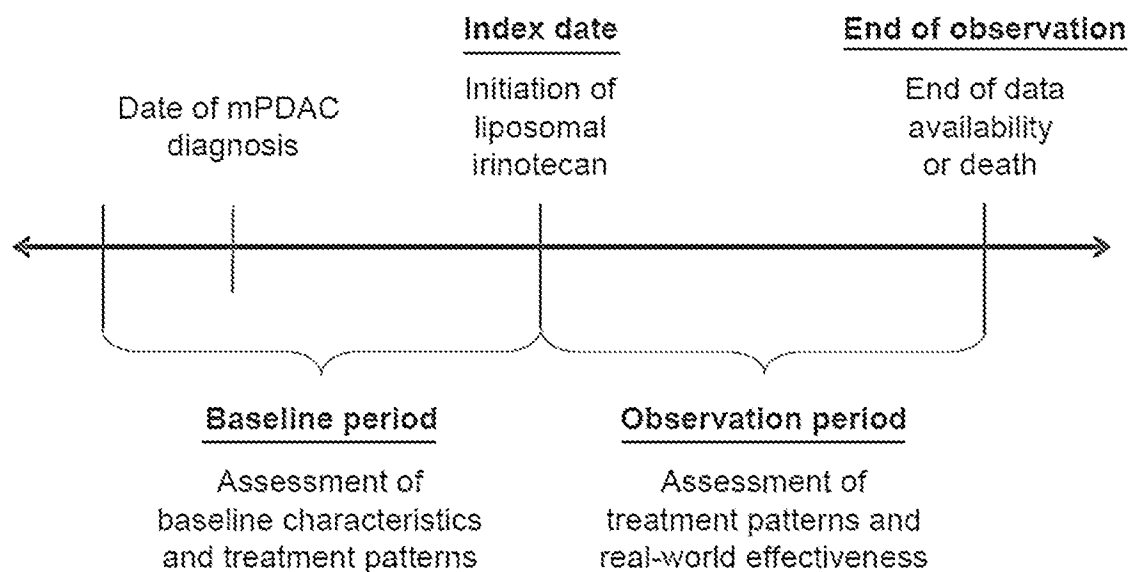 Index date
Initiation of
liposomal
irinotecan
End of observation
End of data
availability
or death
Date of mPDAC
diagnosis
Baseline period
Assessment of
baseline characteristics
and treatment patterns
Observation period
Assessment of
treatment patterns and
real-world effectiveness